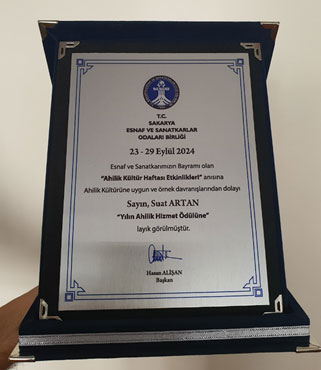 T.C.
SAKARYA
ESNAF VE SANATKARLAR
ODALARI BİRLİĞİ
23 - 29 Eylül 2024
Esnaf ve Sanatkarımızın Bayramı olan
"Ahilik Kültür Haftası Etkinlikleri" anısına
Ahilik Kültürüne uygun ve örnek davranışlarından dolayı
Sayın, Suat ARTAN
"Yılın Ahilik Hizmet Ödülüne"
layık görülmüştür.
Hasan ALİŞAN
Başkan